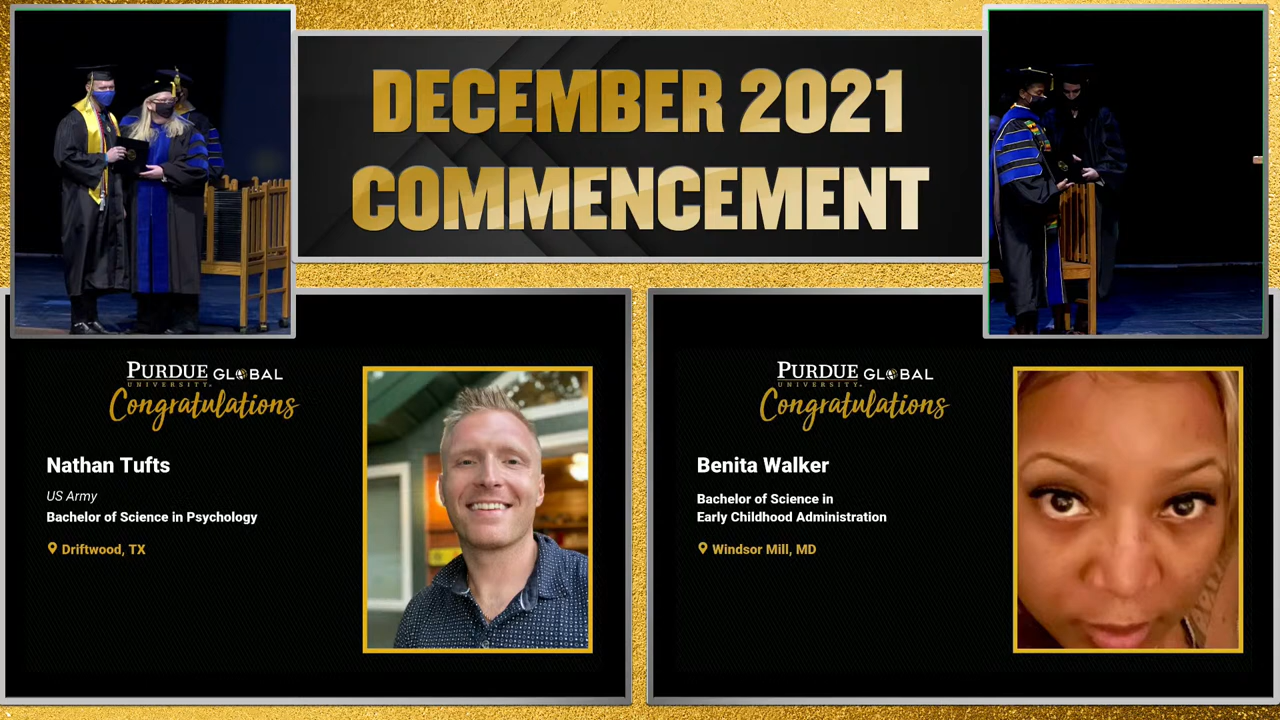 DECEMBER 2021
COMMENCEMENT
PURDUE GLOBAL
UNIVERSITY®
Congratulations
Nathan Tufts
US Army
Bachelor of Science in Psychology
Driftwood, TX
PURDUE GLOBAL
UNIVERSITY®
Congratulations
Benita Walker
Bachelor of Science in
Early Childhood Administration
Windsor Mill, MD